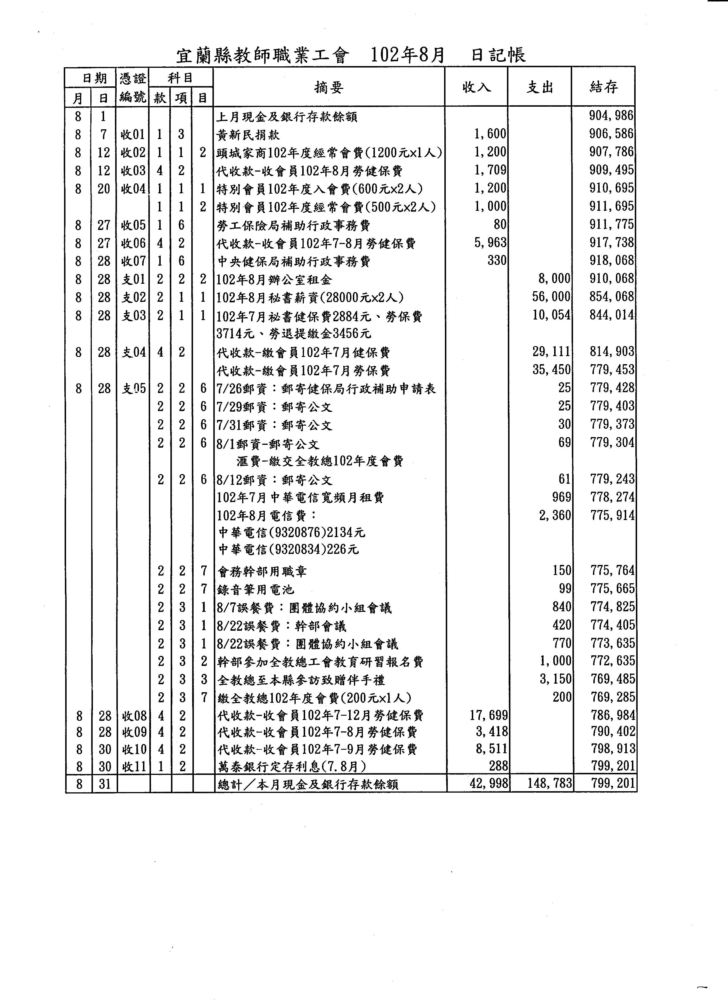 宜蘭縣教師職業工會 102年8月 日記帳
日期 憑證編號 科目 摘要 收入 支出 結存
月 日 款 項 目
8 1 上月現金及銀行存款餘額 904,986
8 7 收01 1 3 黃新民捐款 1,600 906,586
8 12 收02 1 1 2 頭城家商102年度經常會費(1200元x1人) 1,200 907,786
8 12 收03 4 2 代收款-收會員102年8月勞健保費 1,709 909,495
8 20 收04 1 1 1 特別會員102年度入會費(600元x2人) 1,200 910,695
1 1 2 特別會員102年度經常會費(500元x2人) 1,000 911,695
8 27 收05 1 6 勞工保險局補助行政事務費 80 911,775
8 27 收06 4 2 代收款-收會員102年7-8月勞健保費 5,963 917,738
8 28 收07 1 6 中央健保局補助行政事務費 330 918,068
8 28 支01 2 2 2 102年8月辦公室租金 8,000 910,068
8 28 支02 2 1 1 102年8月秘書薪資(28000元x2人) 56,000 854,068
8 28 支03 2 1 1 102年7月祕書健保費2884元、勞保費 10,054 844,014
3714元、勞退提繳金3456元
8 28 支04 4 2 代收款-繳會員102年7月健保費 29,111 814,903
代收款-繳會員102年7月勞保費 35,450 779,453
8 28 支05 2 2 6 7/26郵資：郵寄健保局行政補助申請表 25 779,428
2 2 6 7/29郵資：郵寄公文 25 779,403
2 2 6 7/31郵資：郵寄公文 30 779,373
2 2 6 8/1郵資-郵寄公文 69 779,304
滙費-繳交全教總102年度會費
2 2 6 8/12郵資：郵寄公文 61 779,243
102年7月中華電信寬頻月租費 969 778,274
102年8月電信費： 2,360 775,914
中華電信(9320876)2134元
中華電信(9320834)226元
2 2 7 會務幹部用職章 150 775,764
2 2 7 錄音筆用電池 99 775,665
2 3 1 8/7誤餐費：團體協約小組會議 840 774,825
2 3 1 8/22誤餐費：幹部會議 420 774,405
2 3 1 8/22誤餐費：團體協約小組會議 770 773,635
2 3 2 幹部參加全教總工會教育研習報名費 1,000 772,635
2 3 3 全教總至本縣參訪致贈伴手禮 3,150 769,485
2 3 7 繳全教總102年度會費(200元x1人) 200 769,285
8 28 收08 4 2 代收款-收會員102年7-12月勞健保費 17,699 786,984
8 28 收09 4 2 代收款-收會員102年7-8月勞健保費 3,418 790,402
8 30 收10 4 2 代收款-收會員102年7-9月勞健保費 8,511 798,913
8 30 收11 1 2 萬泰銀行定存利息(7.8月) 288 799,201
8 31 總計／本月現金及銀行存款餘額 42,998 148,783 799,201